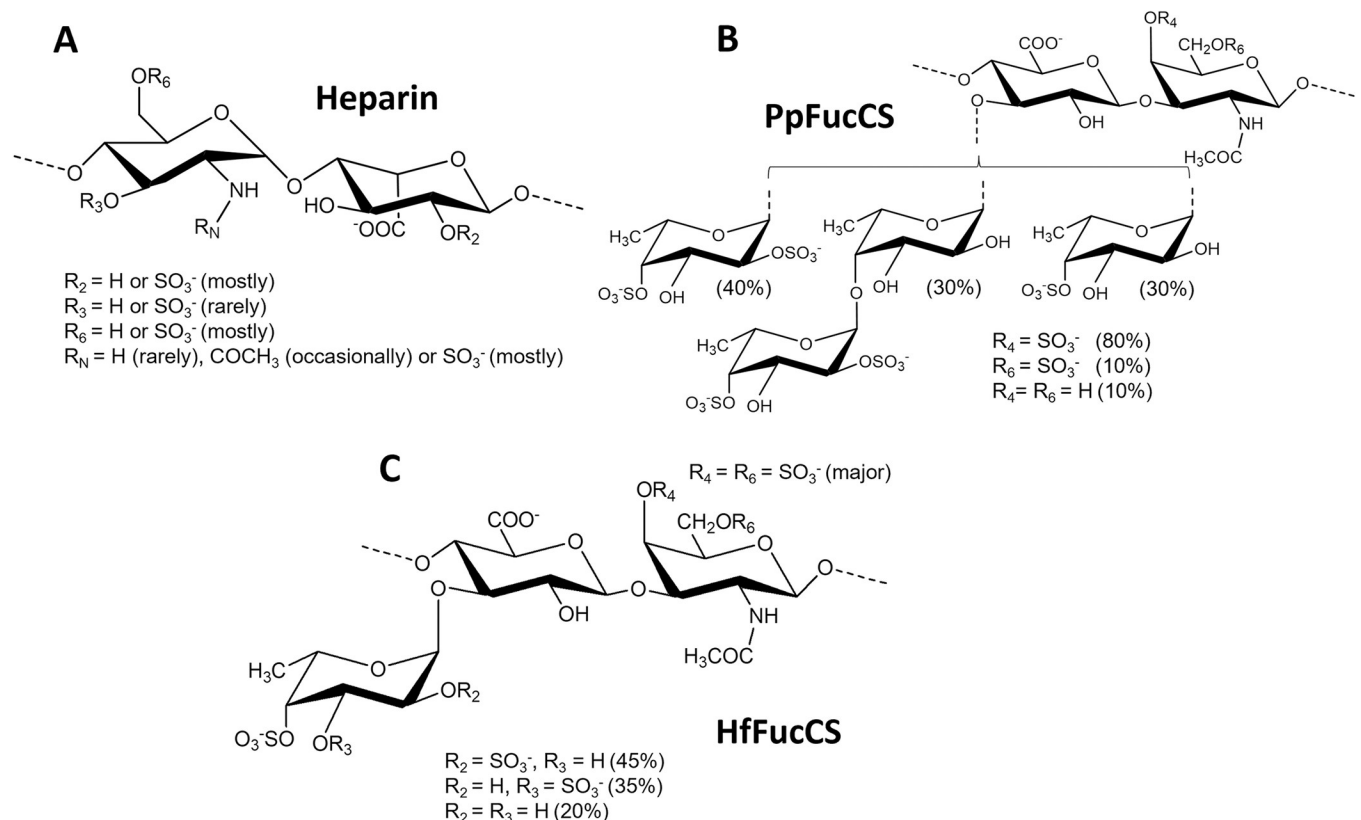 A
Heparin
OR₆
O
O
R₃O
NH
R_N
O
O
HO
⁻OOC
OR₂
O
R₂ = H or SO₃⁻ (mostly)
R₃ = H or SO₃⁻ (rarely)
R₆ = H or SO₃⁻ (mostly)
R_N = H (rarely), COCH₃ (occasionally) or SO₃⁻ (mostly)
B
PpFucCS
OR₄
COO⁻
CH₂OR₆
O
O
O
O
O
OH
O
NH
H₃COC
H₃C
O
OSO₃⁻
O₃⁻SO
OH
(40%)
H₃C
O
OH
HO
(30%)
O
H₃C
O
OSO₃⁻
O₃⁻SO
OH
H₃C
O
OH
O₃⁻SO
OH
(30%)
R₄ = SO₃⁻ (80%)
R₆ = SO₃⁻ (10%)
R₄= R₆ = H (10%)
C
R₄ = R₆ = SO₃⁻ (major)
OR₄
COO⁻
CH₂OR₆
O
O
O
O
O
O
OH
NH
H₃COC
H₃C
O
OR₂
O₃⁻SO
OR₃
HfFucCS
R₂ = SO₃⁻, R₃ = H (45%)
R₂ = H, R₃ = SO₃⁻ (35%)
R₂ = R₃ = H (20%)